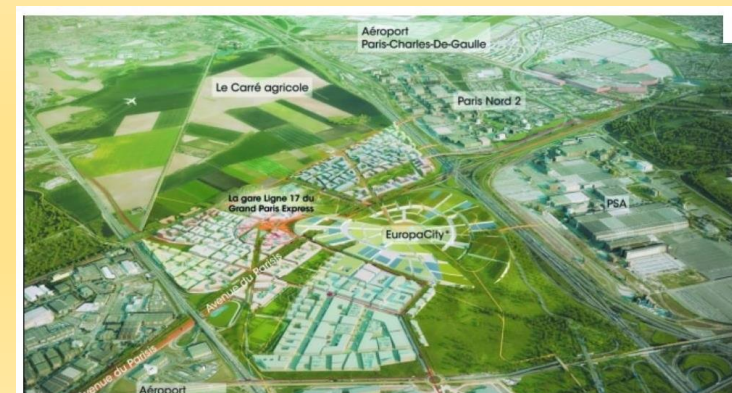 Aéroport
Paris-Charles-De-Gaulle
Le Carré agricole
Paris Nord 2
La gare Ligne 17 du
Grand Paris Express
PSA
EuropaCity*
Avenue du Parisis
Avenue du Parisis
Aéroport